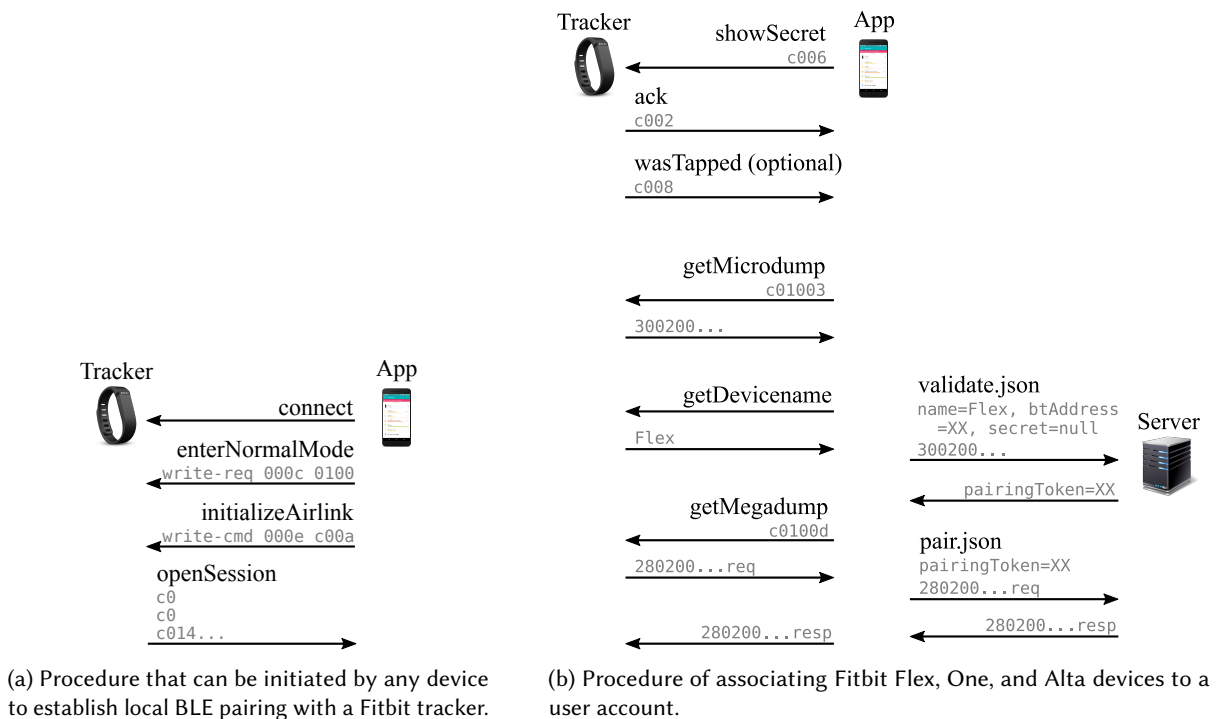 Tracker
App
connect
enterNormalMode
write-req 000c 0100
initializeAirlink
write-cmd 000e c00a
openSession
c0
c0
c014...
(a) Procedure that can be initiated by any device
to establish local BLE pairing with a Fitbit tracker.
Tracker
App
showSecret
c006
ack
c002
wasTapped (optional)
c008
getMicrodump
c01003
300200...
getDevicename
Flex
getMegadump
c0100d
280200...req
280200...resp
validate.json
name=Flex, btAddress
=XX, secret=null
300200...
Server
pairingToken=XX
pair.json
pairingToken=XX
280200...req
280200...resp
(b) Procedure of associating Fitbit Flex, One, and Alta devices to a
user account.